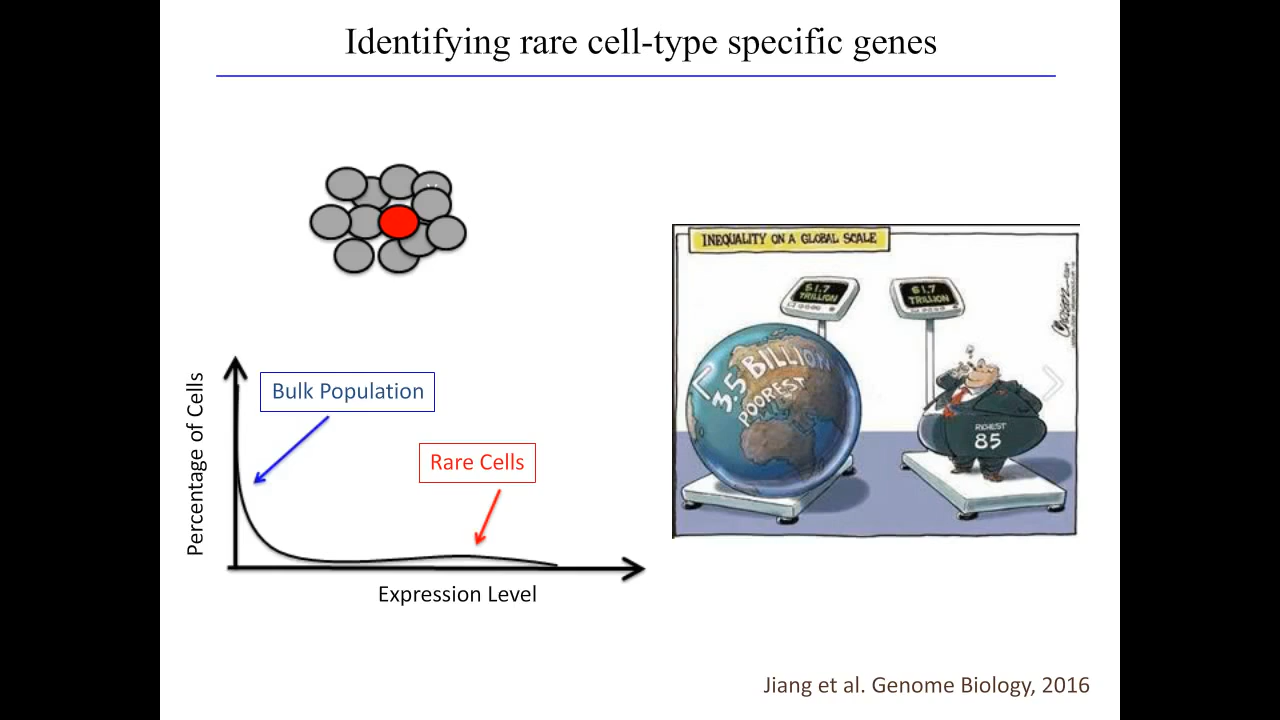 Identifying rare cell-type specific genes
Bulk Population
Rare Cells
Percentage of Cells
Expression Level
INEQUALITY ON A GLOBAL SCALE
$1.7
TRILLION
$1.7
TRILLION
3.5 BILLION
POOREST
RICHEST
85
Jiang et al. Genome Biology, 2016